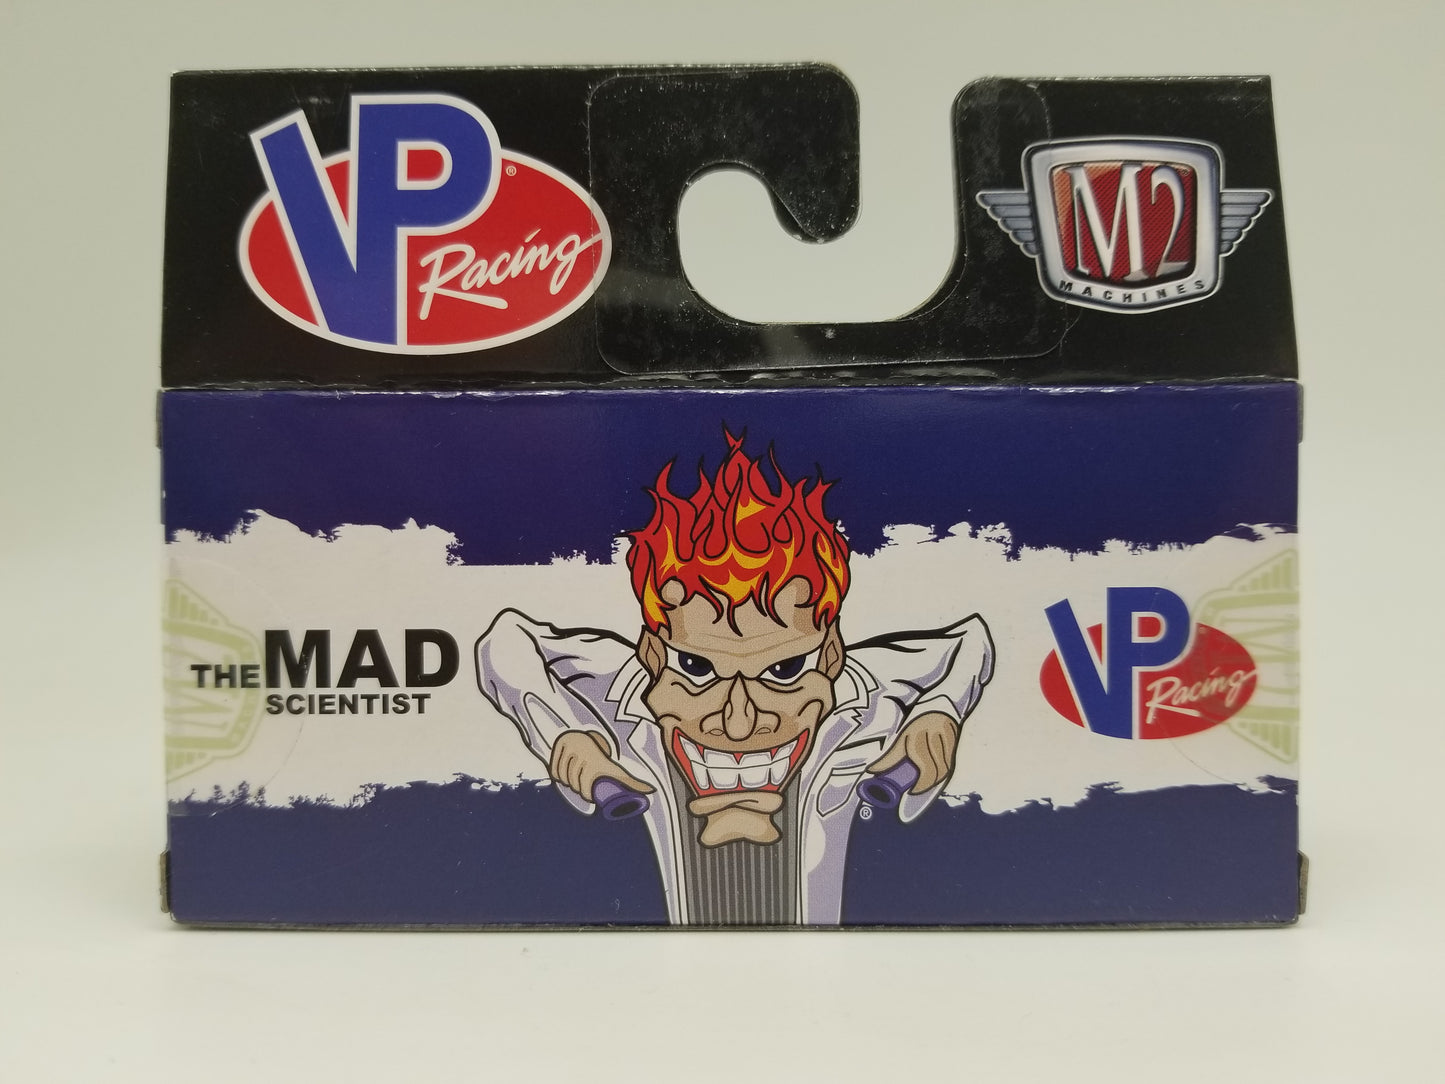 VP Racing®
M2
MACHINES
THE MAD
SCIENTIST
VP Racing
®